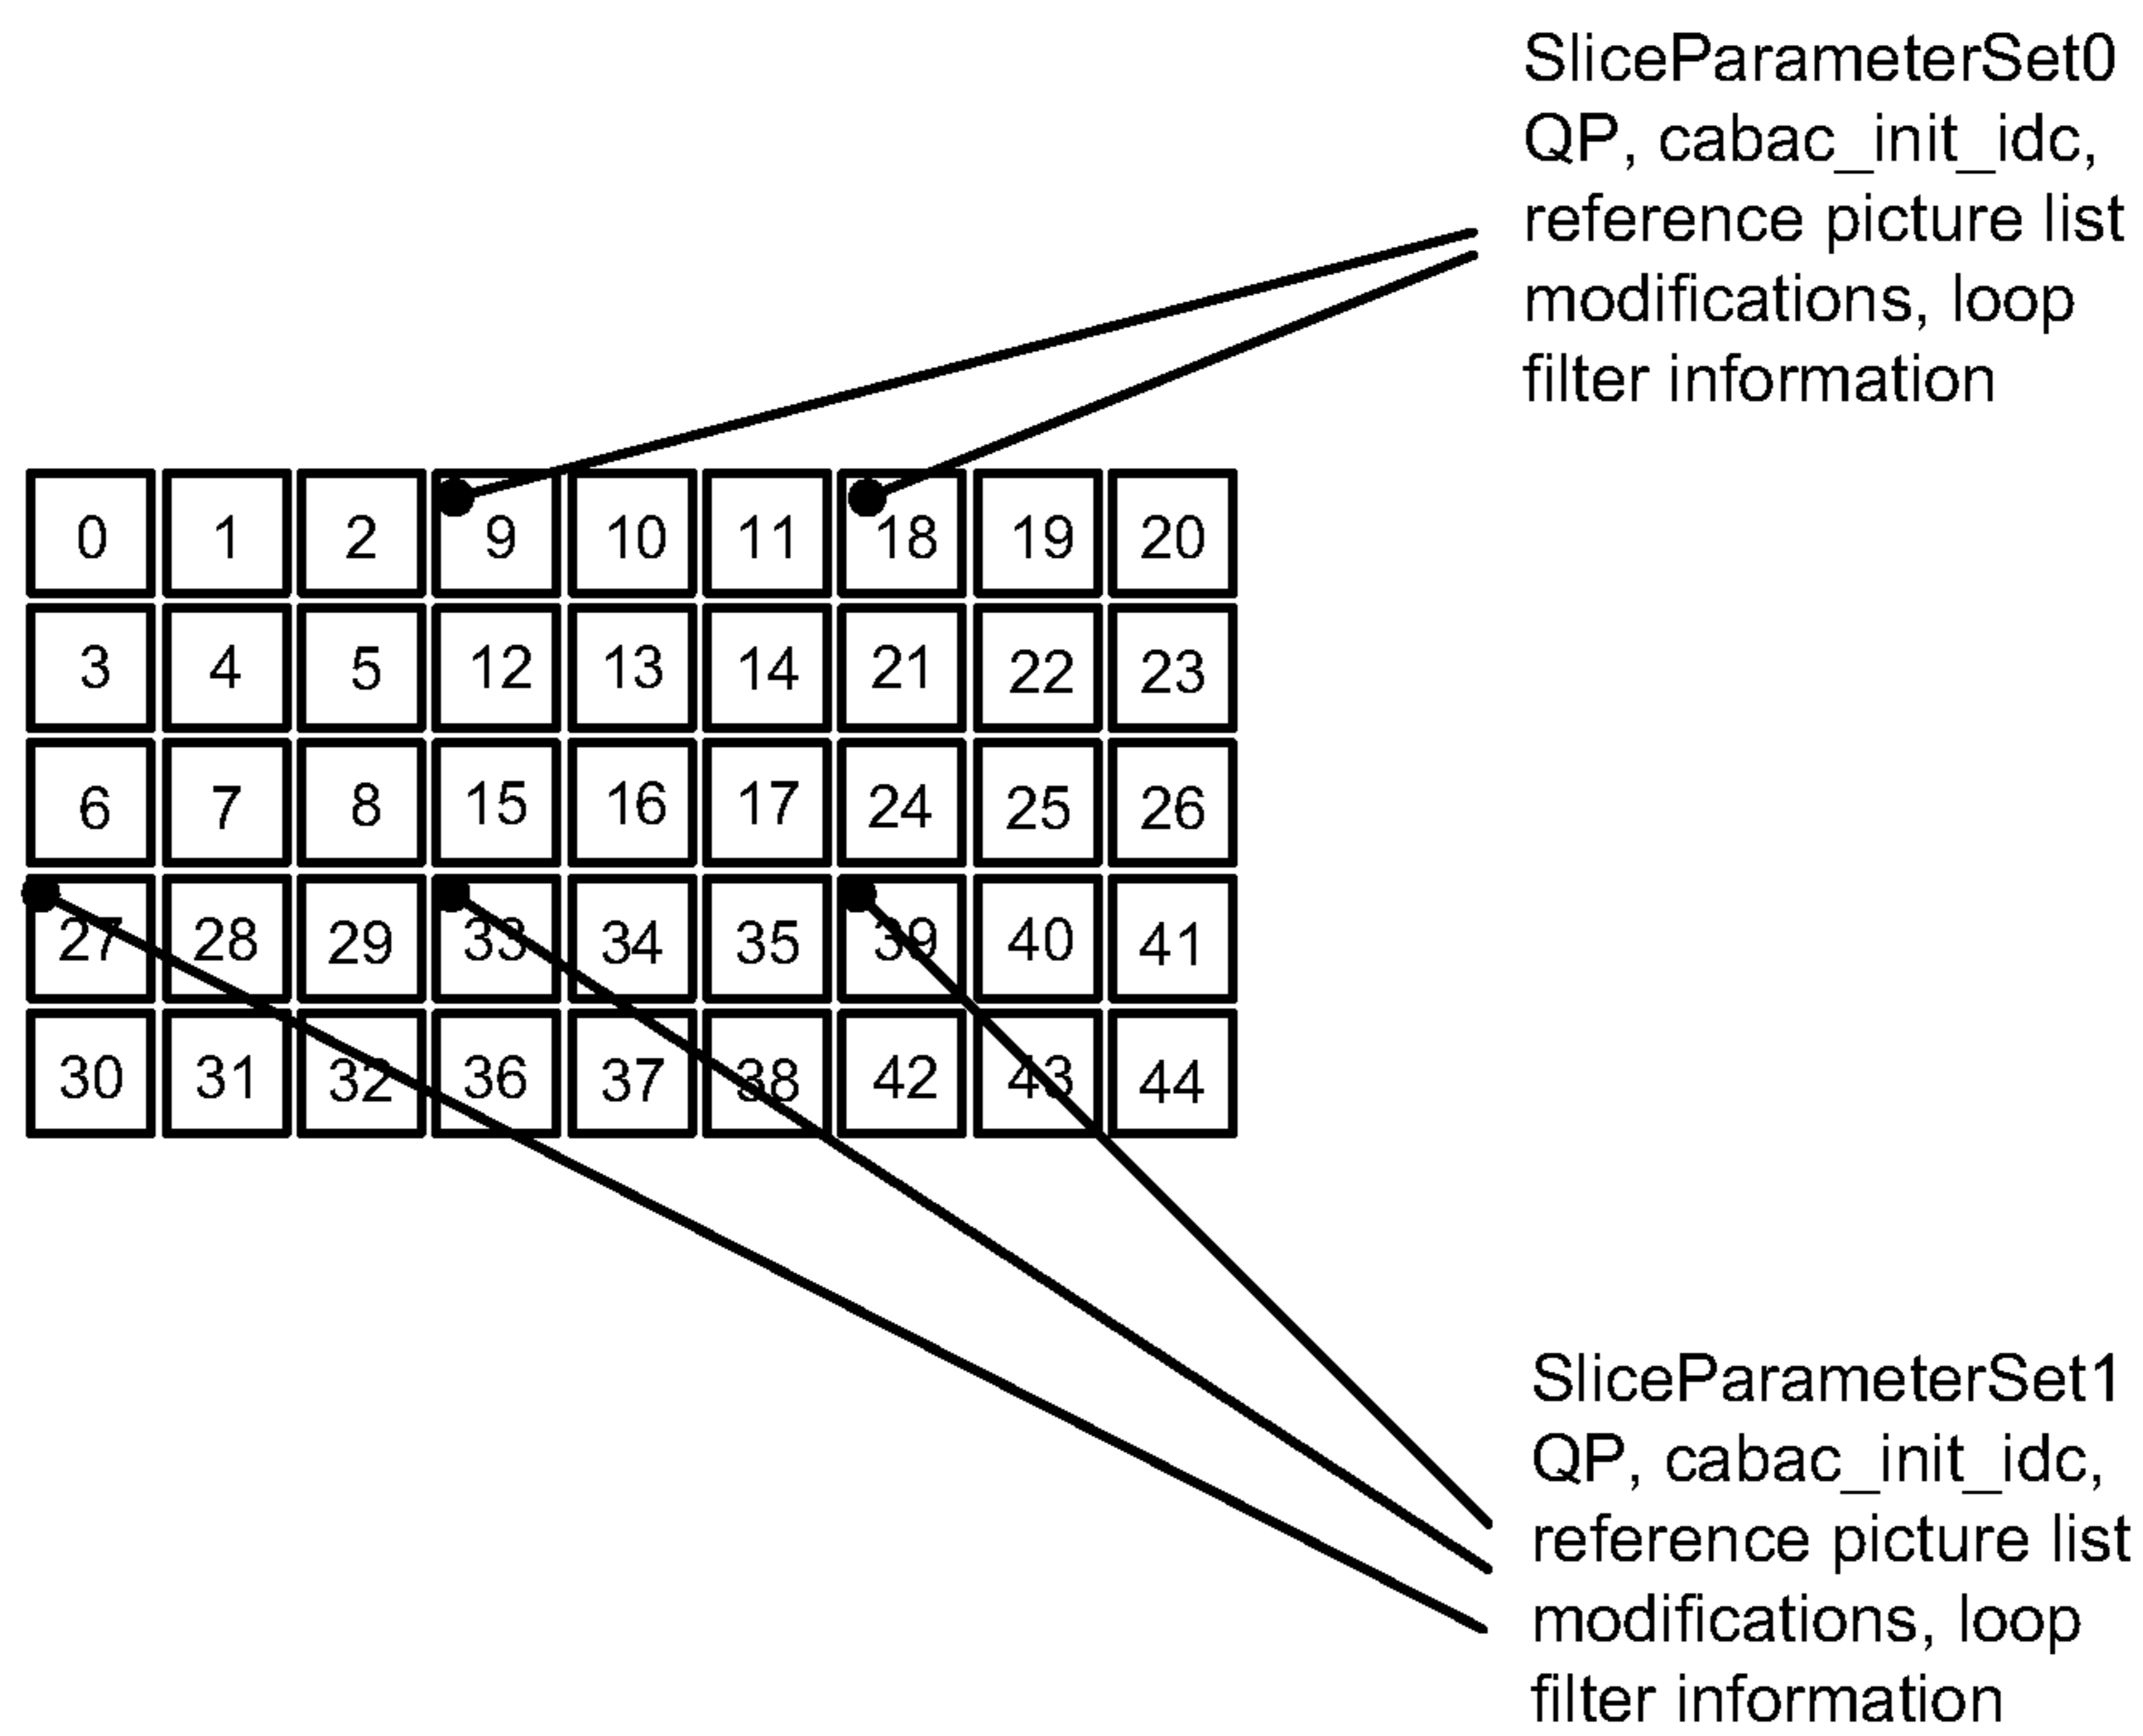 SliceParameterSet0
QP, cabac_init_idc,
reference picture list
modifications, loop
filter information
0 1 2 9 10 11 18 19 20
3 4 5 12 13 14 21 22 23
6 7 8 15 16 17 24 25 26
27 28 29 33 34 35 39 40 41
30 31 32 36 37 38 42 43 44
SliceParameterSet1
QP, cabac_init_idc,
reference picture list
modifications, loop
filter information